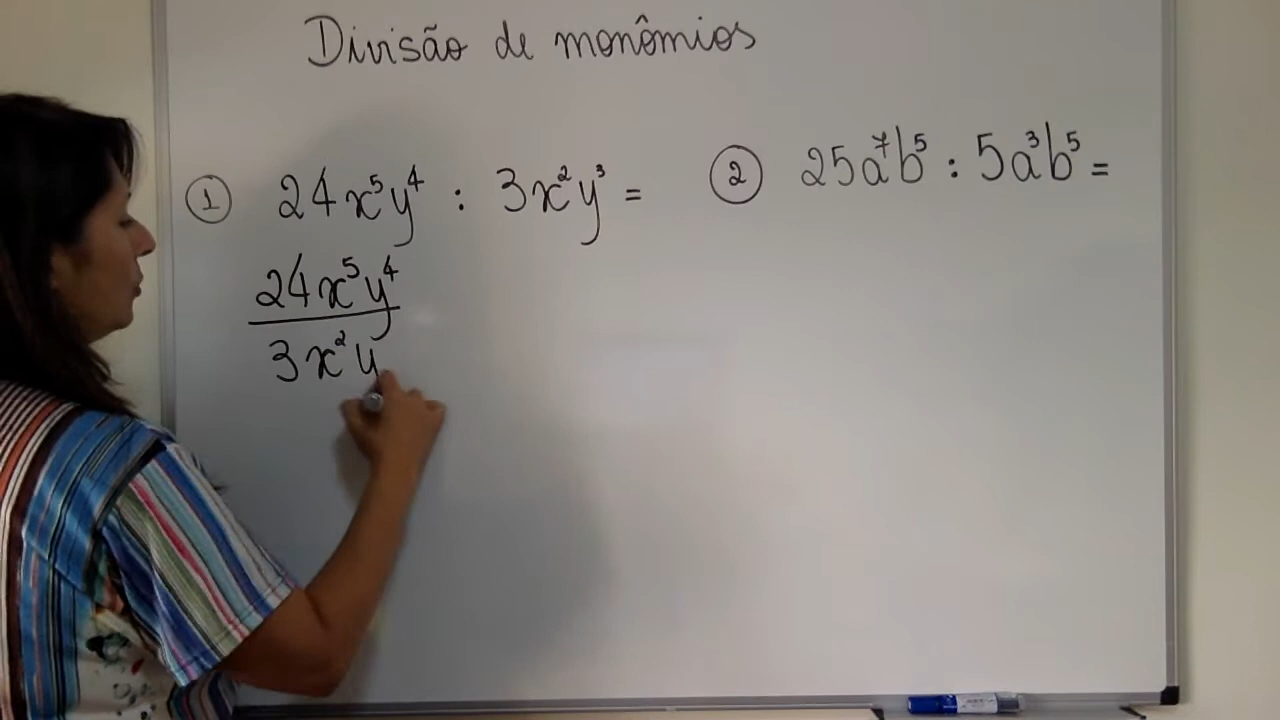 Divisão de monômios
① 24x⁵y⁴ : 3x²y³ =
② 25a⁷b⁵ : 5a³b⁵ =
24x⁵y⁴
3x²y